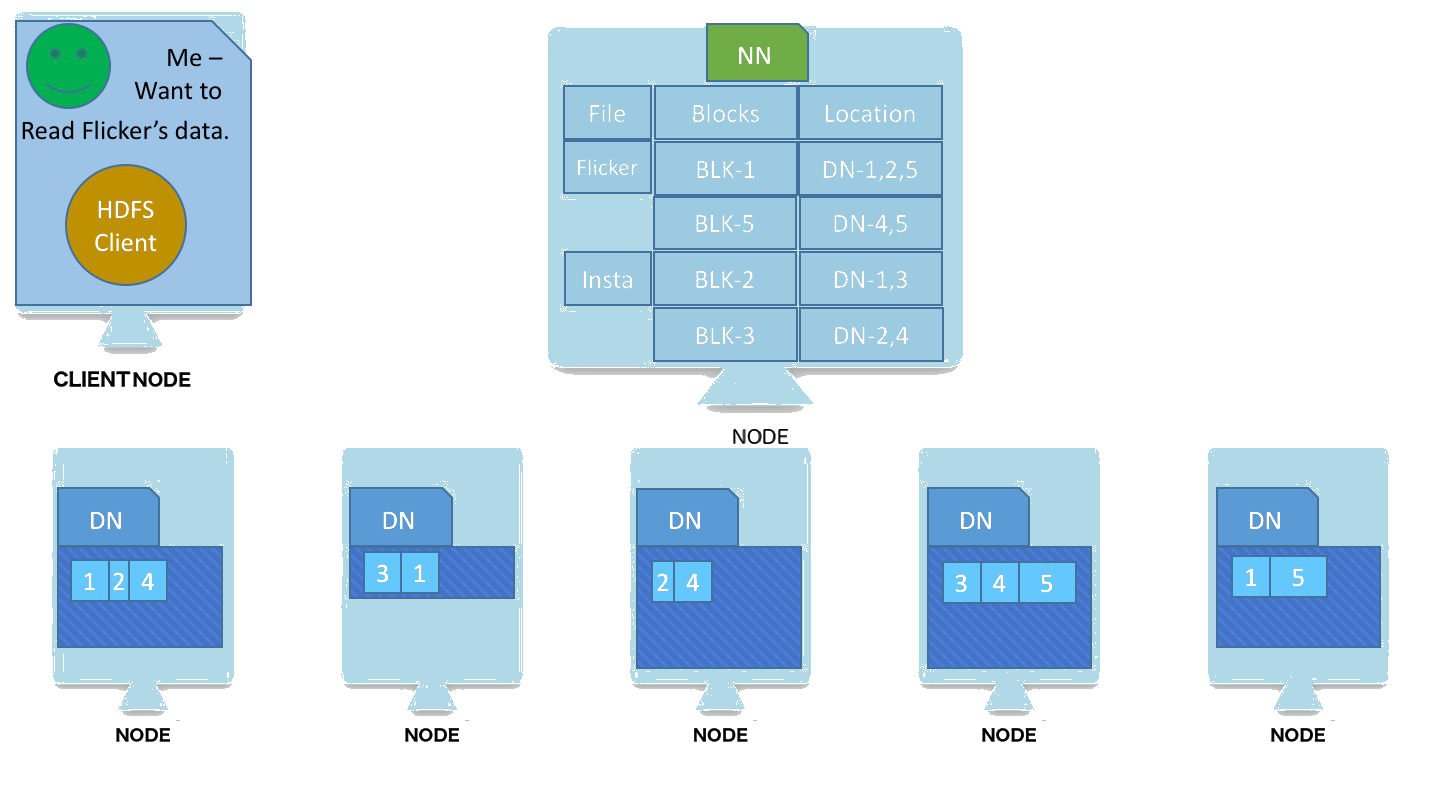 Me –
Want to
Read Flicker's data.
HDFS
Client
CLIENTNODE
NN
File Blocks Location
Flicker BLK-1 DN-1,2,5
BLK-5 DN-4,5
Insta BLK-2 DN-1,3
BLK-3 DN-2,4
NODE
DN
1 2 4
NODE
DN
3 1
NODE
DN
2 4
NODE
DN
3 4 5
NODE
DN
1 5
NODE